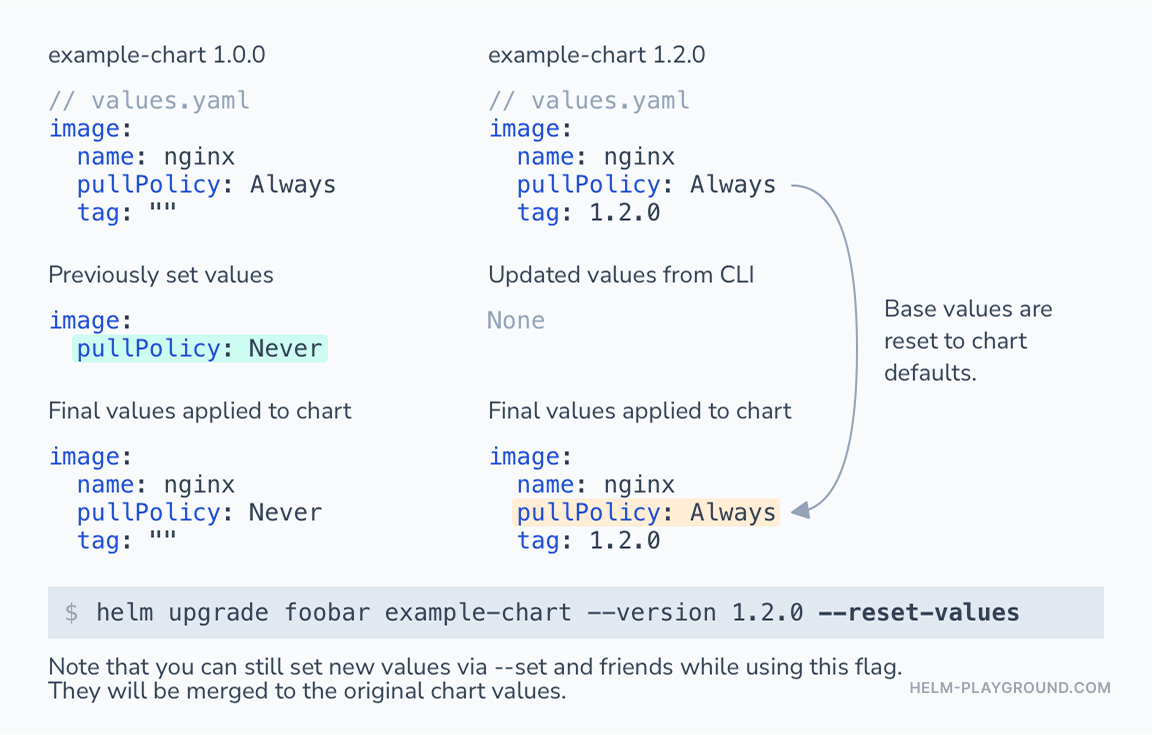 example-chart 1.0.0
// values.yaml
image:
  name: nginx
  pullPolicy: Always
  tag: ""
Previously set values
image:
  pullPolicy: Never
Final values applied to chart
image:
  name: nginx
  pullPolicy: Never
  tag: ""
example-chart 1.2.0
// values.yaml
image:
  name: nginx
  pullPolicy: Always
  tag: 1.2.0
Updated values from CLI
None
Final values applied to chart
image:
  name: nginx
  pullPolicy: Always
  tag: 1.2.0
Base values are
reset to chart
defaults.
$ helm upgrade foobar example-chart --version 1.2.0 --reset-values
Note that you can still set new values via --set and friends while using this flag.
They will be merged to the original chart values.
HELM-PLAYGROUND.COM